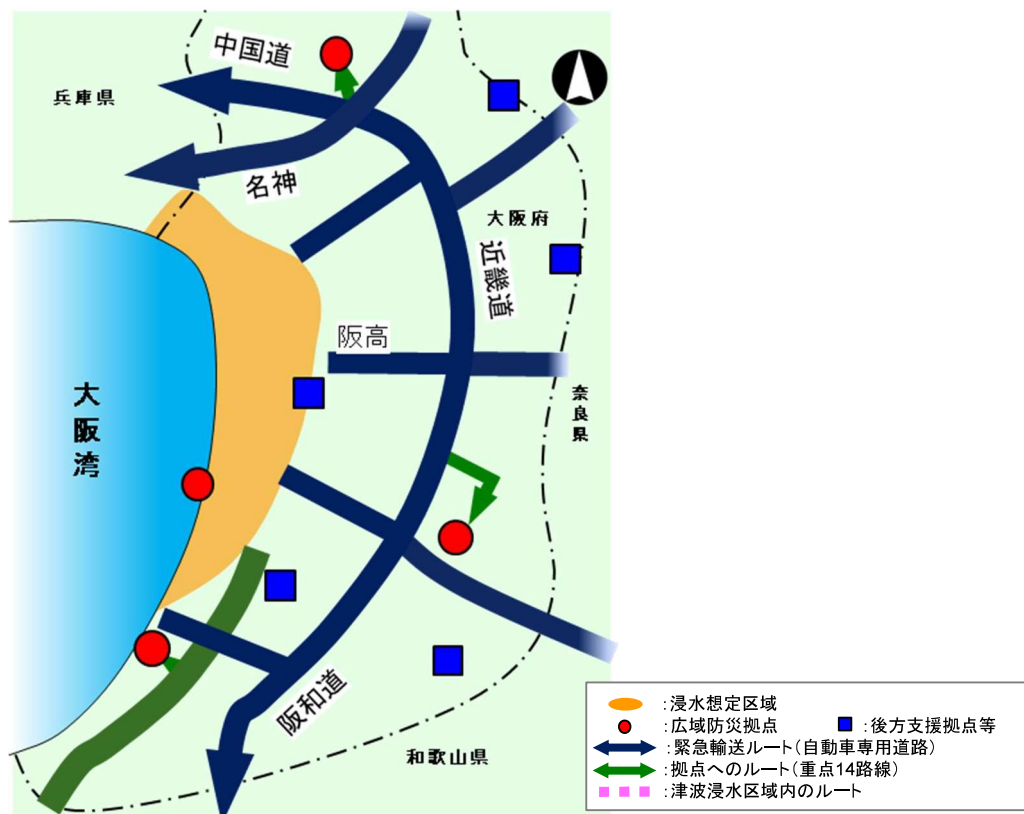 中国道
兵庫県
名神
大阪府
近畿道
阪高
大阪湾
奈良県
阪和道
和歌山県
:浸水想定区域
:広域防災拠点
:後方支援拠点等
:緊急輸送ルート(自動車専用道路)
:拠点へのルート(重点14路線)
:津波浸水区域内のルート